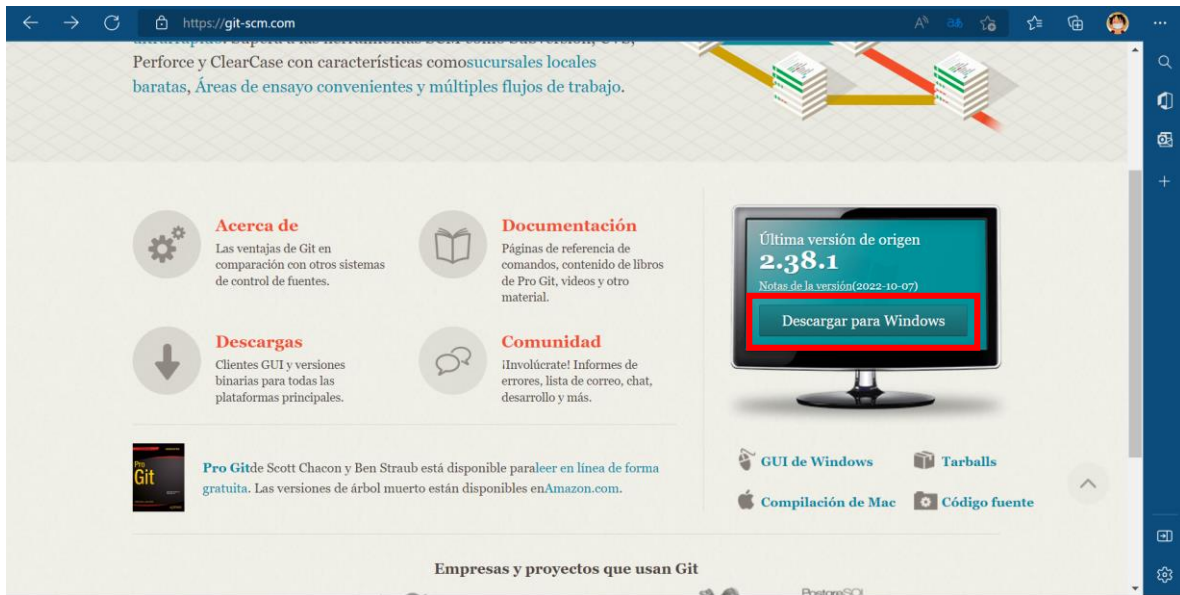 https://git-scm.com
Perforce y ClearCase con características comosucursales locales
baratas, Áreas de ensayo convenientes y múltiples flujos de trabajo.
Acerca de
Las ventajas de Git en
comparación con otros sistemas
de control de fuentes.
Documentación
Páginas de referencia de
comandos, contenido de libros
de Pro Git, videos y otro
material.
Descargas
Clientes GUI y versiones
binarias para todas las
plataformas principales.
Comunidad
¡Involúcrate! Informes de
errores, lista de correo, chat,
desarrollo y más.
Última versión de origen
2.38.1
Notas de la versión(2022-10-07)
Descargar para Windows
Pro
Git
Pro Gitde Scott Chacon y Ben Straub está disponible paraleer en línea de forma
gratuita. Las versiones de árbol muerto están disponibles enAmazon.com.
GUI de Windows
Tarballs
Compilación de Mac
Código fuente
Empresas y proyectos que usan Git
PostgreSQL